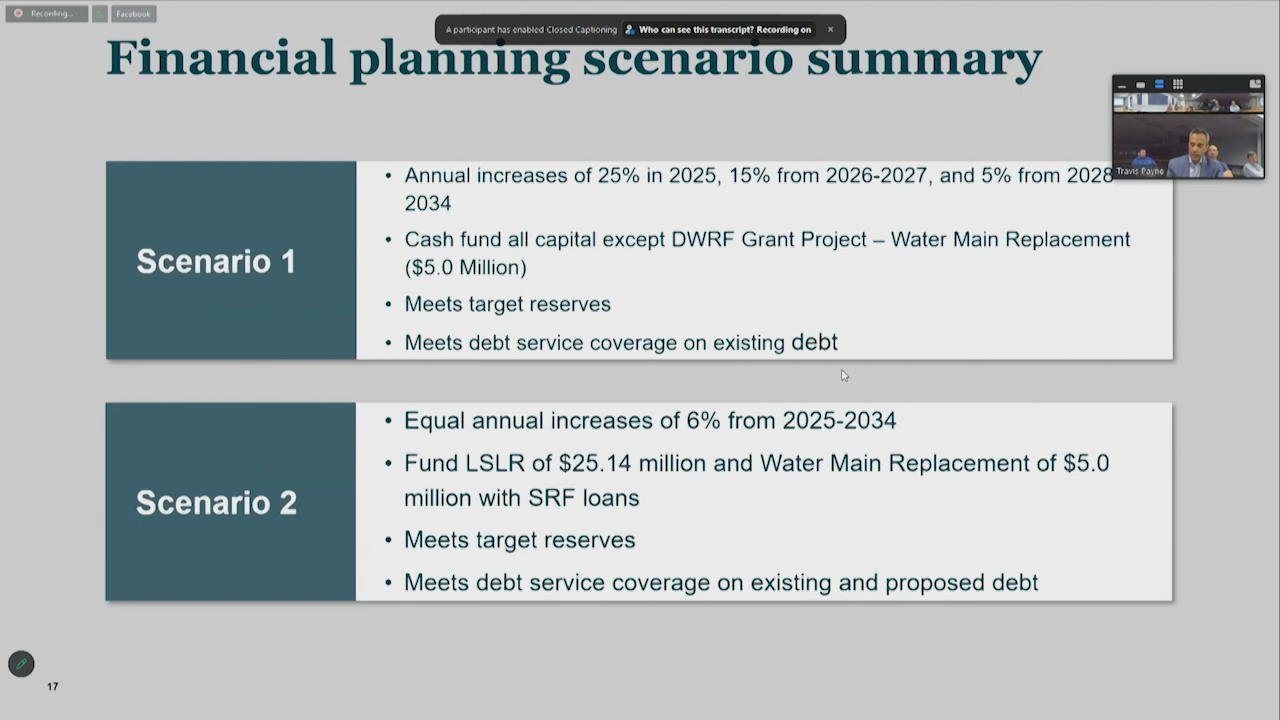 Recording...
Facebook
A participant has enabled Closed Captioning Who can see this transcript? Recording on ×
Financial planning scenario summary
Travis Payne
Scenario 1
• Annual increases of 25% in 2025, 15% from 2026-2027, and 5% from 2028
2034
• Cash fund all capital except DWRF Grant Project – Water Main Replacement
($5.0 Million)
• Meets target reserves
• Meets debt service coverage on existing debt
Scenario 2
• Equal annual increases of 6% from 2025-2034
• Fund LSLR of $25.14 million and Water Main Replacement of $5.0
million with SRF loans
• Meets target reserves
• Meets debt service coverage on existing and proposed debt
17